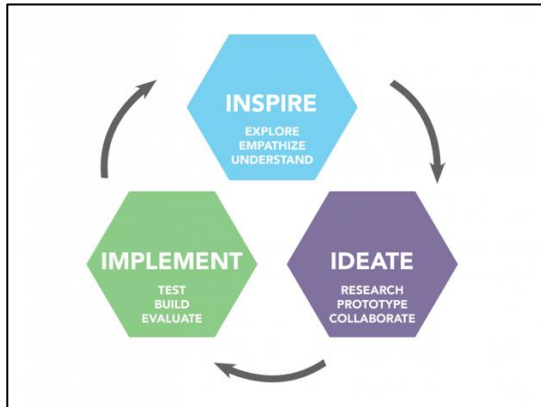 INSPIRE
EXPLORE
EMPATHIZE
UNDERSTAND
IMPLEMENT
TEST
BUILD
EVALUATE
IDEATE
RESEARCH
PROTOTYPE
COLLABORATE